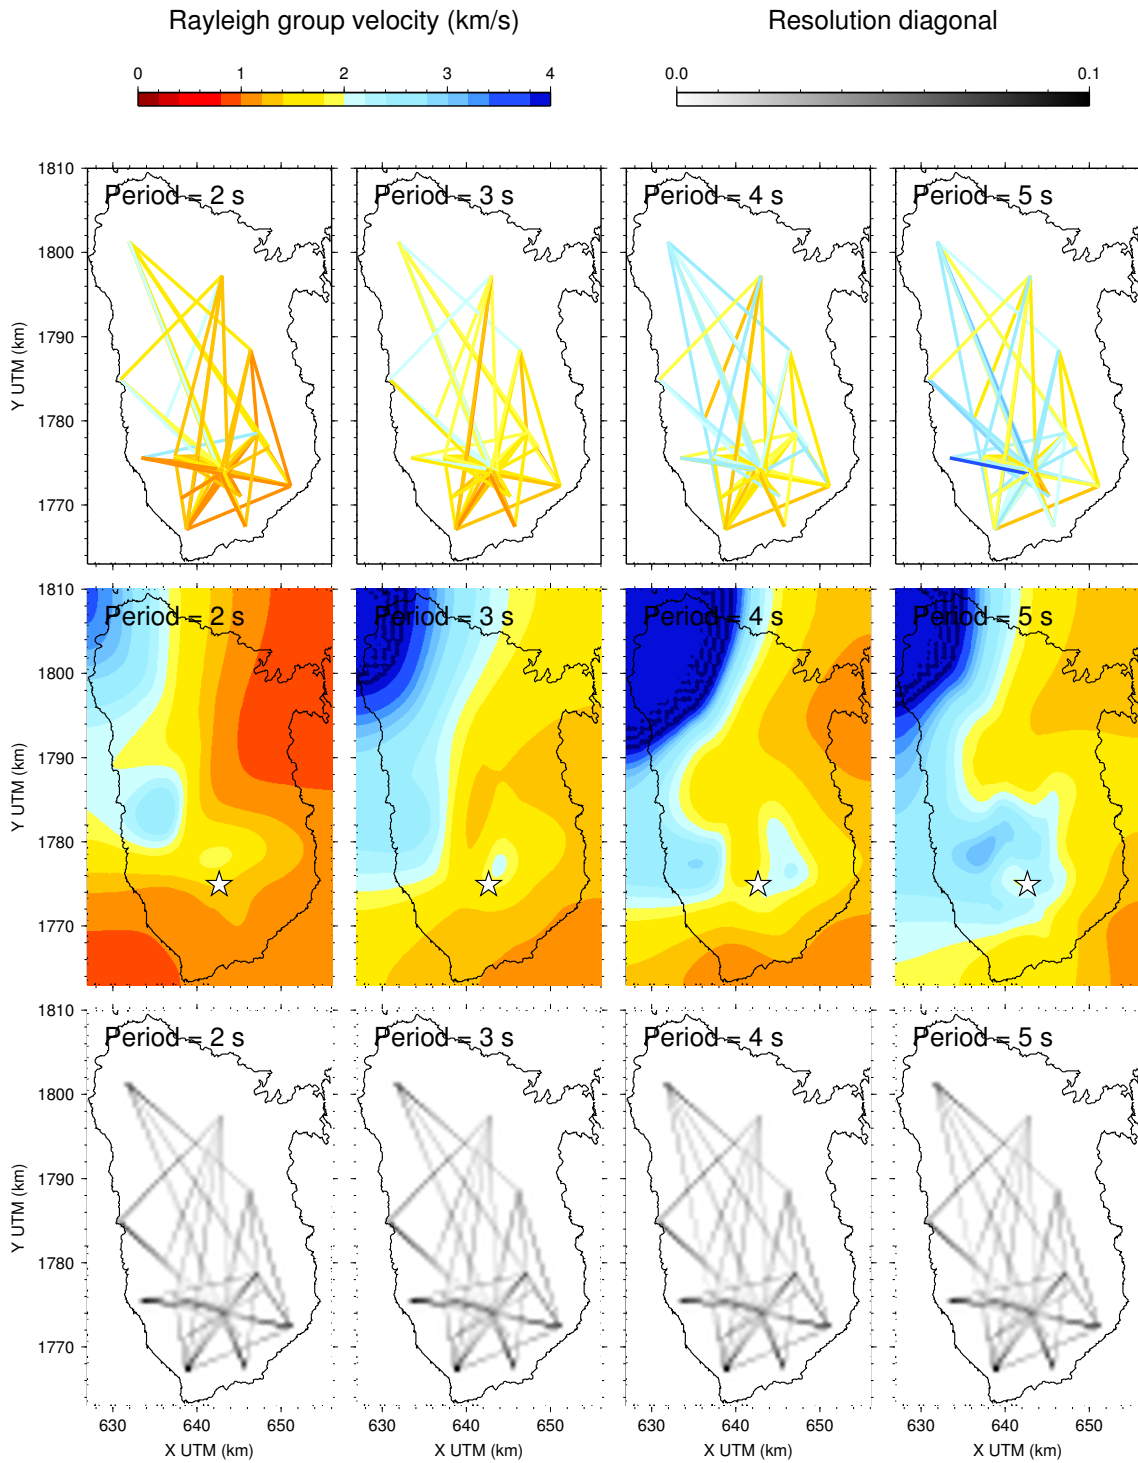 Rayleigh group velocity (km/s) Resolution diagonal
0 1 2 3 4 0.0 0.1
1810
Period = 2 s Period = 3 s Period = 4 s Period = 5 s
1800
1790
Y UTM (km)
1780
1770
1810
Period = 2 s Period = 3 s Period = 4 s Period = 5 s
1800
1790
Y UTM (km)
1780
1770
1810
Period = 2 s Period = 3 s Period = 4 s Period = 5 s
1800
1790
Y UTM (km)
1780
1770
630 640 650 630 640 650 630 640 650 630 640 650
X UTM (km) X UTM (km) X UTM (km) X UTM (km)